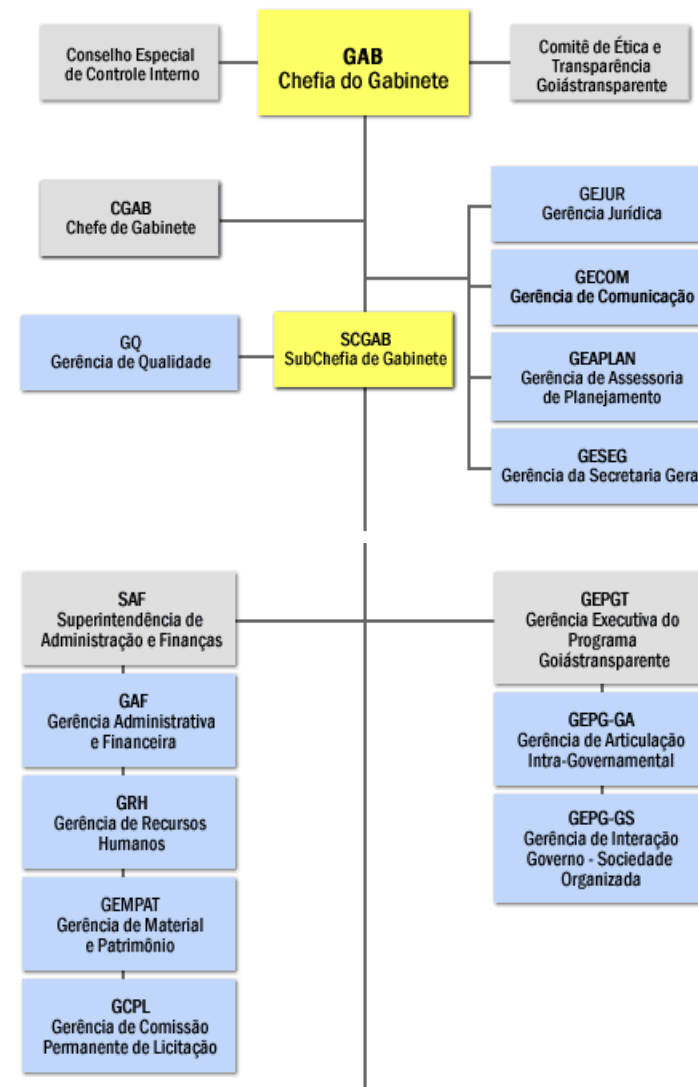 Conselho Especial
de Controle Interno
GAB
Chefia do Gabinete
Comitê de Ética e
Transparência
Goiástransparente
CGAB
Chefe de Gabinete
GEJUR
Gerência Jurídica
GECOM
Gerência de Comunicação
GQ
Gerência de Qualidade
SCGAB
SubChefia de Gabinete
GEAPLAN
Gerência de Assessoria
de Planejamento
GESEG
Gerência da Secretaria Gera
SAF
Superintendência de
Administração e Finanças
GEPGT
Gerência Executiva do
Programa
Goiástransparente
GAF
Gerência Administrativa
e Financeira
GEPG-GA
Gerência de Articulação
Intra-Governamental
GRH
Gerência de Recursos
Humanos
GEPG-GS
Gerência de Interação
Governo - Sociedade
Organizada
GEMPAT
Gerência de Material
e Patrimônio
GCPL
Gerência de Comissão
Permanente de Licitação